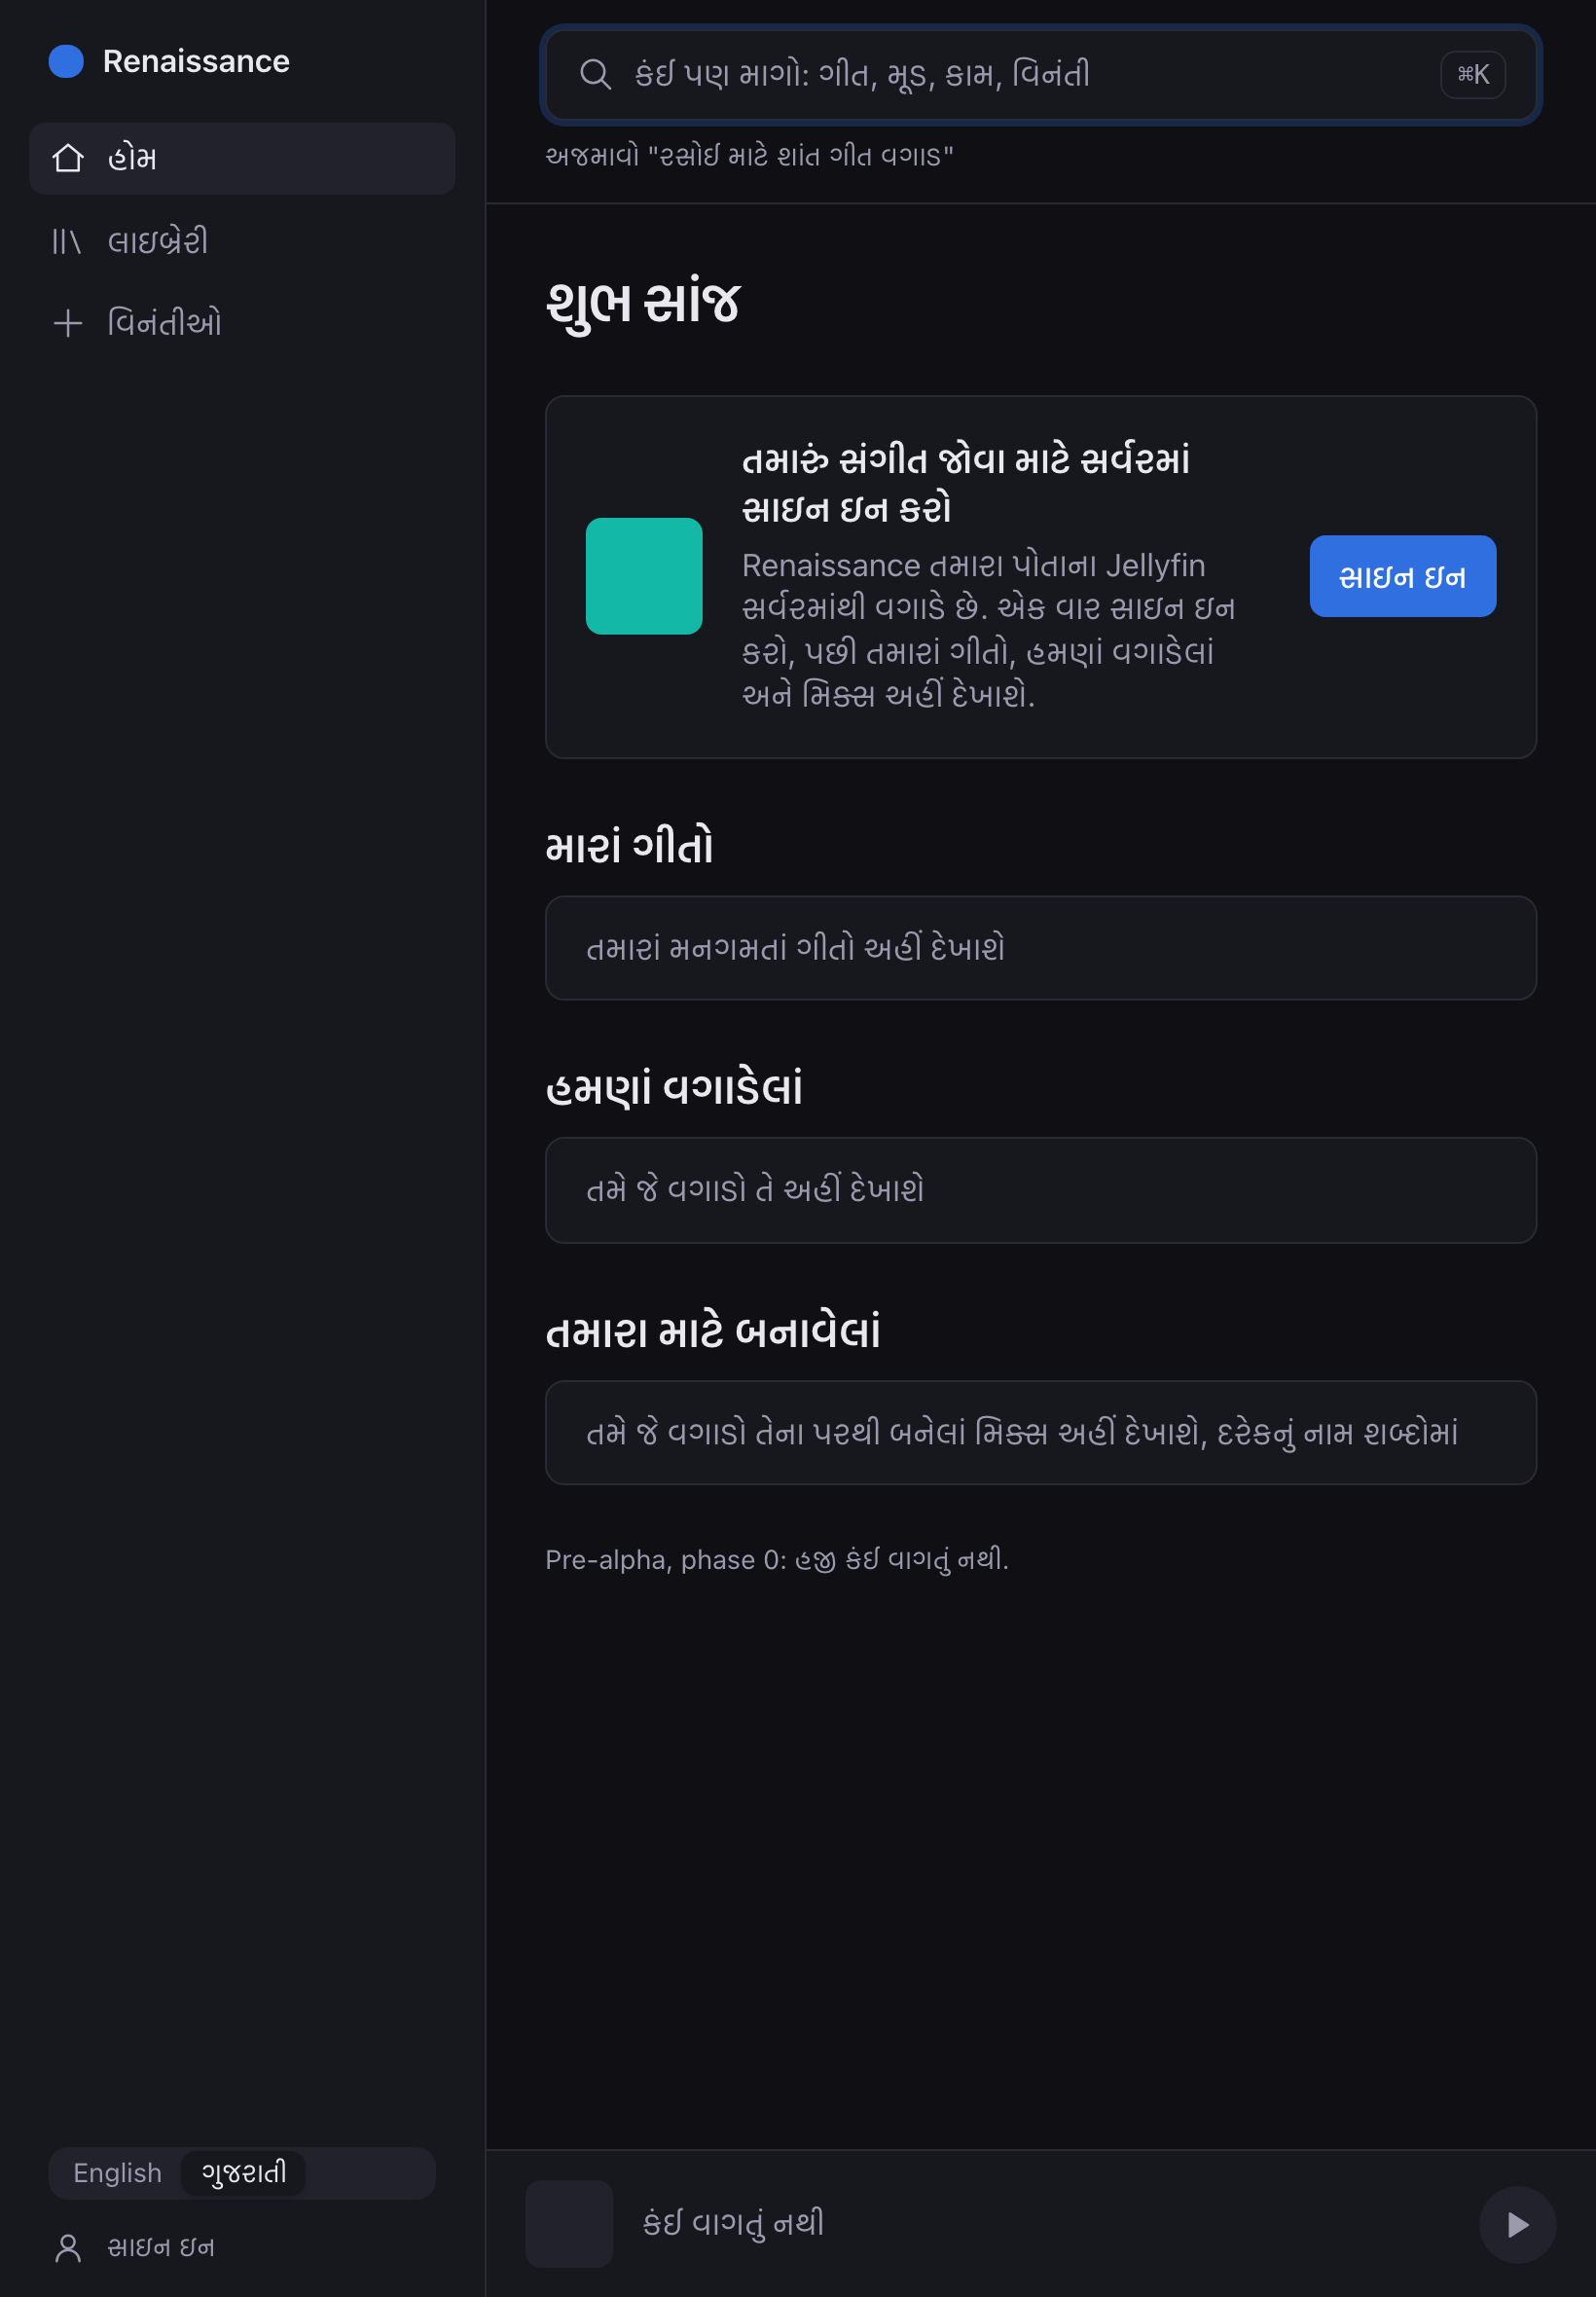 Renaissance
હોમ
લાઇબ્રેરી
વિનંતીઓ
English ગુજરાતી
સાઇન ઇન
કંઈ પણ માગો: ગીત, મૂડ, કામ, વિનંતી ⌘K
અજમાવો "રસોઈ માટે શાંત ગીત વગાડ"
શુભ સાંજ
તમારું સંગીત જોવા માટે સર્વરમાં
સાઇન ઇન કરો
Renaissance તમારા પોતાના Jellyfin
સર્વરમાંથી વગાડે છે. એક વાર સાઇન ઇન
કરો, પછી તમારાં ગીતો, હમણાં વગાડેલાં
અને મિક્સ અહીં દેખાશે.
સાઇન ઇન
મારાં ગીતો
તમારાં મનગમતાં ગીતો અહીં દેખાશે
હમણાં વગાડેલાં
તમે જે વગાડો તે અહીં દેખાશે
તમારા માટે બનાવેલાં
તમે જે વગાડો તેના પરથી બનેલાં મિક્સ અહીં દેખાશે, દરેકનું નામ શબ્દોમાં
Pre-alpha, phase 0: હજી કંઈ વાગતું નથી.
કંઈ વાગતું નથી